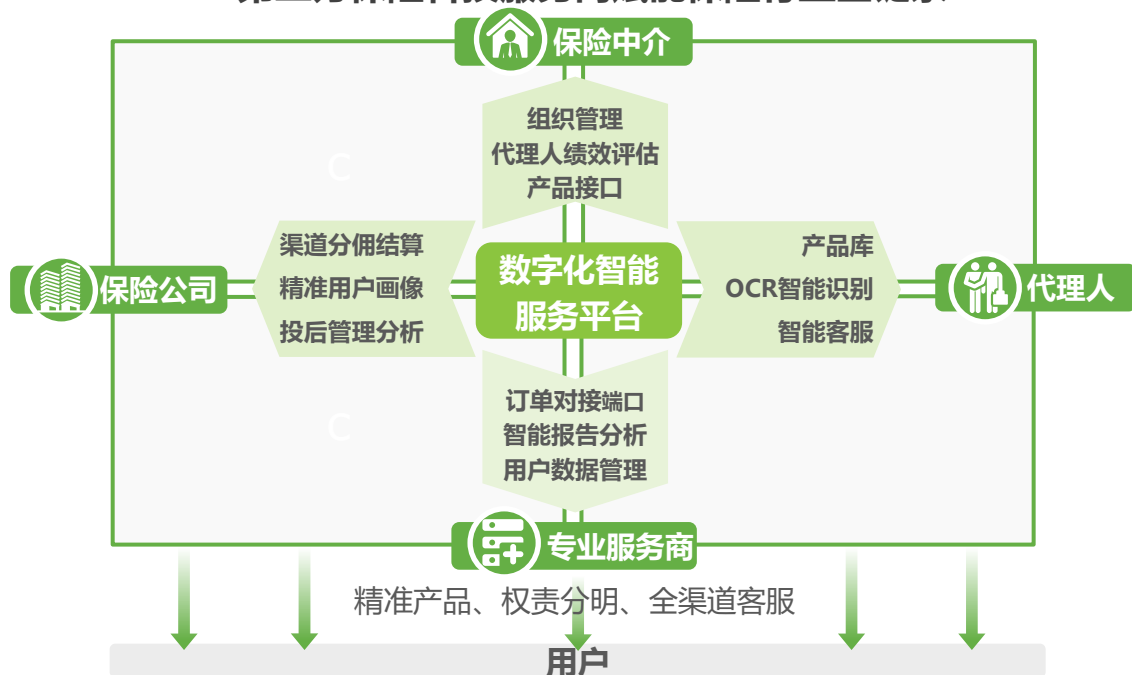 保险中介
组织管理
代理人绩效评估
产品接口
C
渠道分佣结算
精准用户画像
投后管理分析
保险公司
数字化智能
服务平台
产品库
OCR智能识别
智能客服
代理人
C
订单对接端口
智能报告分析
用户数据管理
专业服务商
精准产品、权责分明、全渠道客服
用户